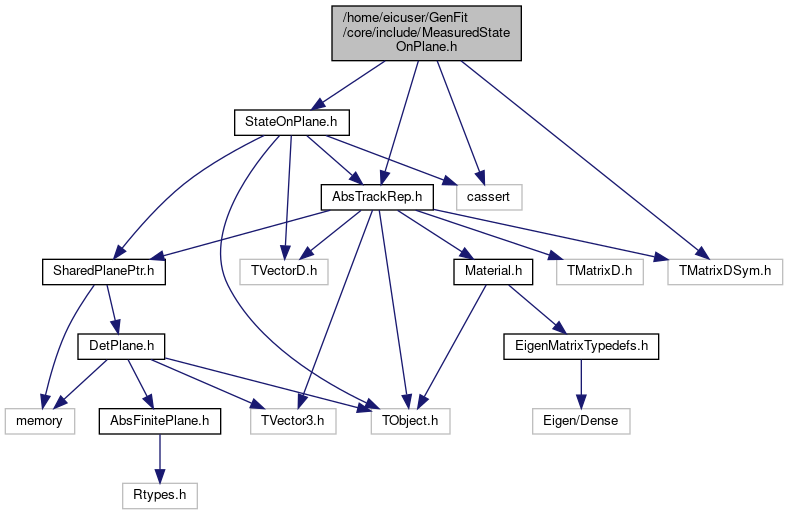 /home/eicuser/GenFit
/core/include/MeasuredState
OnPlane.h
StateOnPlane.h
AbsTrackRep.h
cassert
SharedPlanePtr.h
TVectorD.h
Material.h
TMatrixD.h
TMatrixDSym.h
DetPlane.h
EigenMatrixTypedefs.h
memory
AbsFinitePlane.h
TVector3.h
TObject.h
Eigen/Dense
Rtypes.h